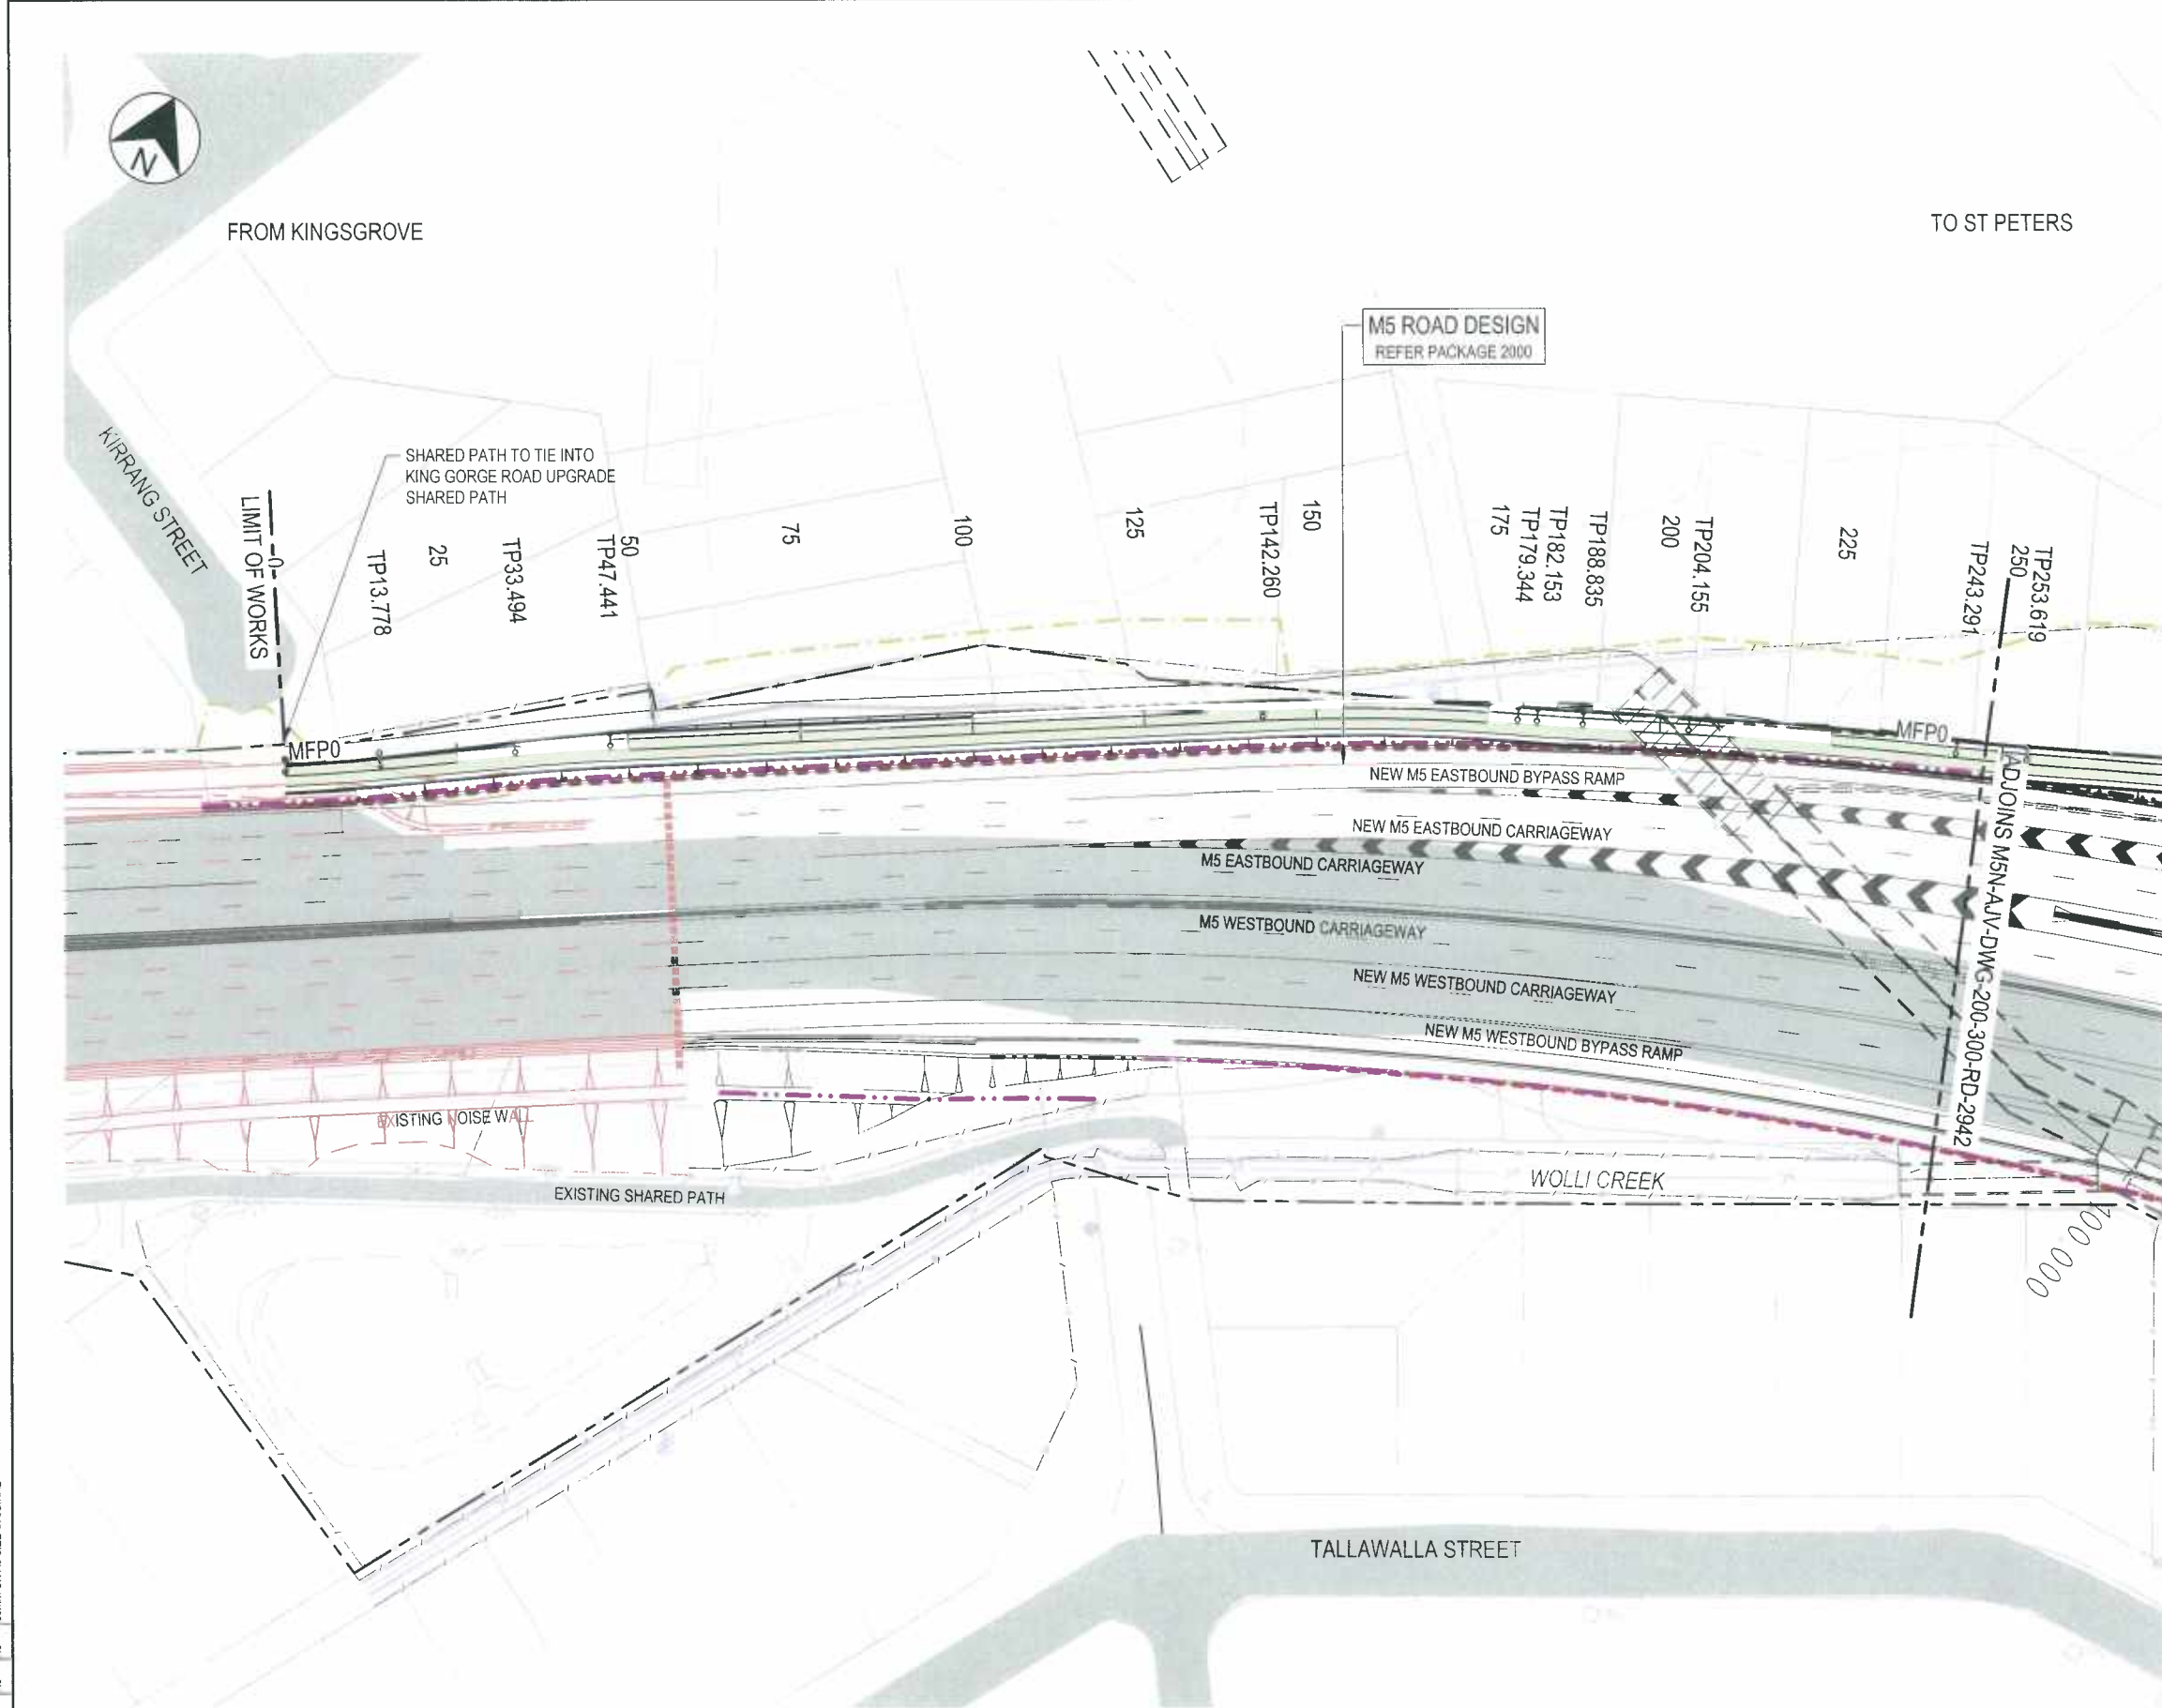 N
FROM KINGSGROVE
TO ST PETERS
M5 ROAD DESIGN
REFER PACKAGE 2000
KIRRANG STREET
SHARED PATH TO TIE INTO
KING GORGE ROAD UPGRADE
SHARED PATH
0
LIMIT OF WORKS
TP13.778
25
TP33.494
50
TP47.441
75
100
125
TP142.260
150
175
TP179.344
TP182.153
TP188.835
200
TP204.155
225
TP243.291
250
TP253.619
MFP0
MFP0
NEW M5 EASTBOUND BYPASS RAMP
NEW M5 EASTBOUND CARRIAGEWAY
M5 EASTBOUND CARRIAGEWAY
M5 WESTBOUND CARRIAGEWAY
NEW M5 WESTBOUND CARRIAGEWAY
NEW M5 WESTBOUND BYPASS RAMP
ADJOINS M5N-AJV-DWG-200-300-RD-2942
EXISTING NOISE WALL
EXISTING SHARED PATH
WOLLI CREEK
100.000
TALLAWALLA STREET